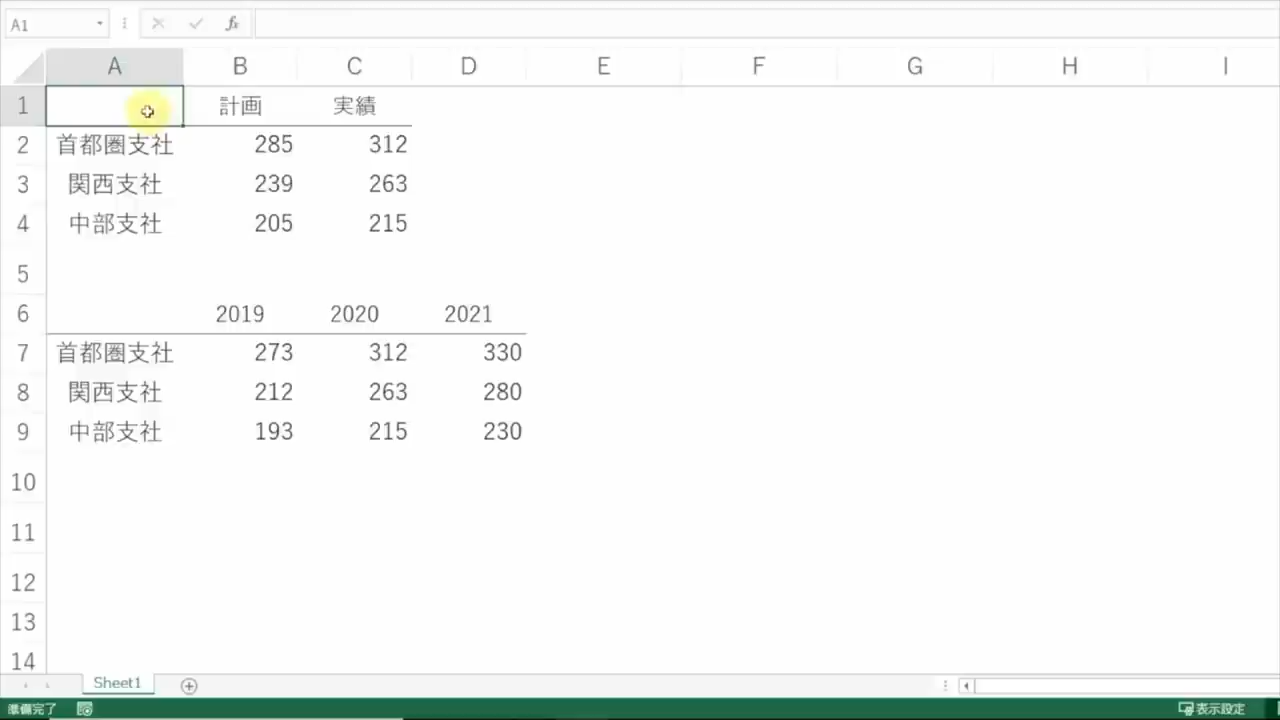 A1 fx
A B C D E F G H I
1 計画 実績
2 首都圏支社 285 312
3 関西支社 239 263
4 中部支社 205 215
5
6 2019 2020 2021
7 首都圏支社 273 312 330
8 関西支社 212 263 280
9 中部支社 193 215 230
10
11
12
13
14
Sheet1
準備完了 表示設定